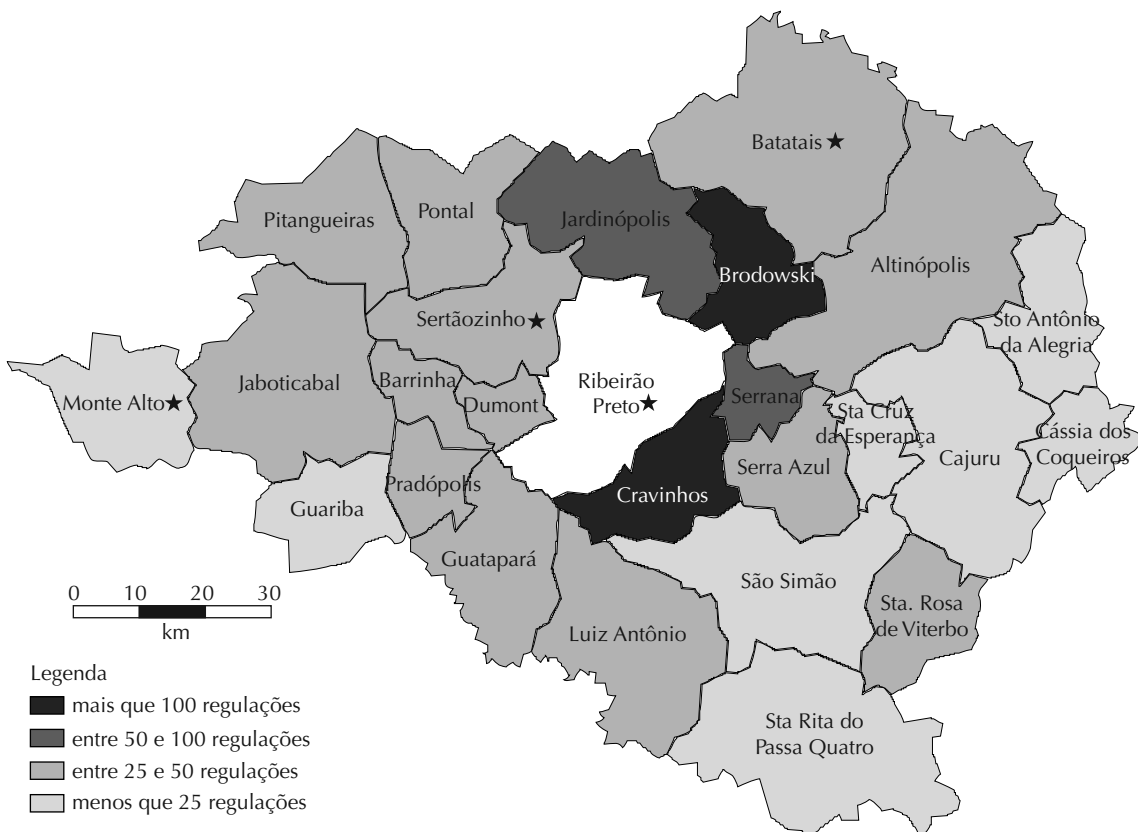 Batatais
Pitangueiras
Pontal
Jardinópolis
Brodowski
Altinópolis
Sertãozinho
Sto Antônio
da Alegria
Monte Alto
Jaboticabal
Barrinha
Dumont
Ribeirão
Preto
Serrana
Sta Cruz
da Esperança
Cássia dos
Coqueiros
Cajuru
Serra Azul
Pradópolis
Cravinhos
Guariba
Guatapará
São Simão
Sta. Rosa
de Viterbo
Luiz Antônio
Sta Rita do
Passa Quatro
0 10 20 30
km
Legenda
mais que 100 regulações
entre 50 e 100 regulações
entre 25 e 50 regulações
menos que 25 regulações